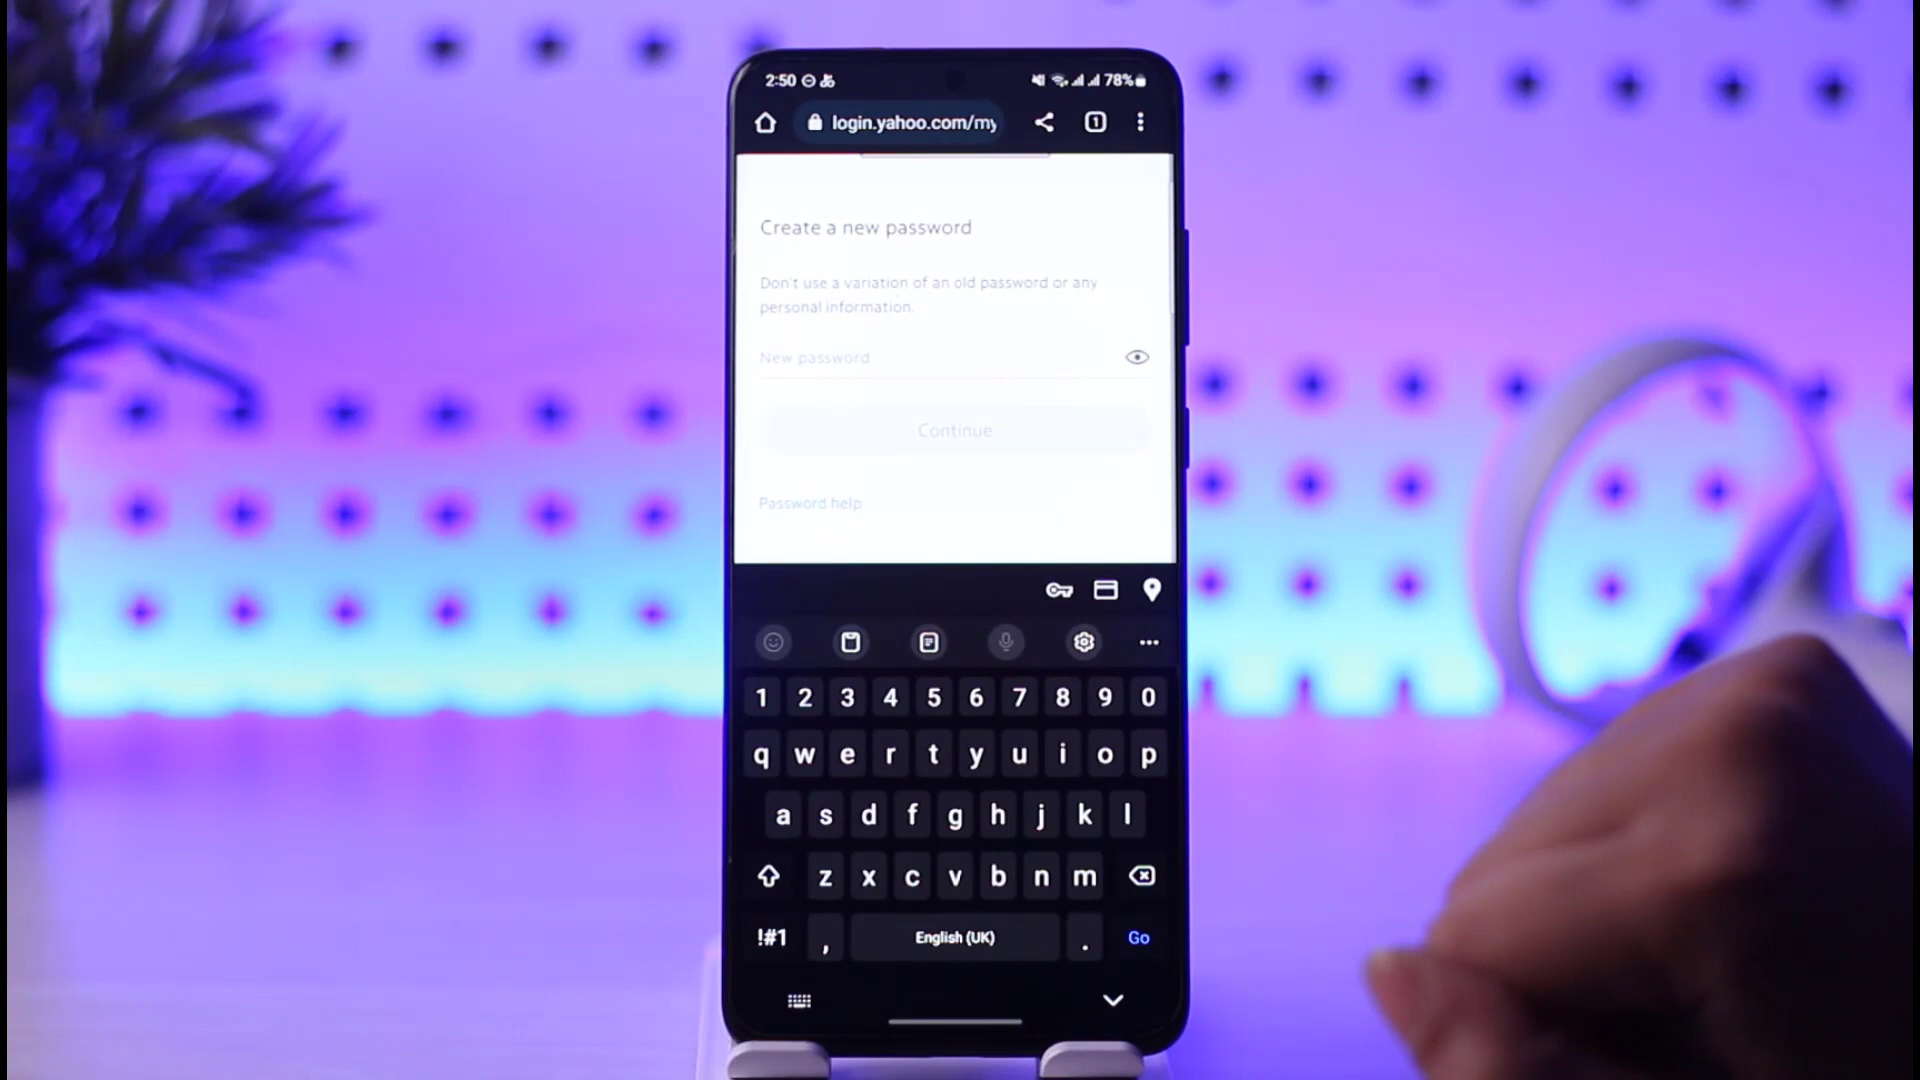 2:50
78%
login.yahoo.com/my
1
Create a new password
Don't use a variation of an old password or any
personal information.
New password
Continue
Password help
1 2 3 4 5 6 7 8 9 0
q w e r t y u i o p
a s d f g h j k l
z x c v b n m
!#1 , English (UK) . Go